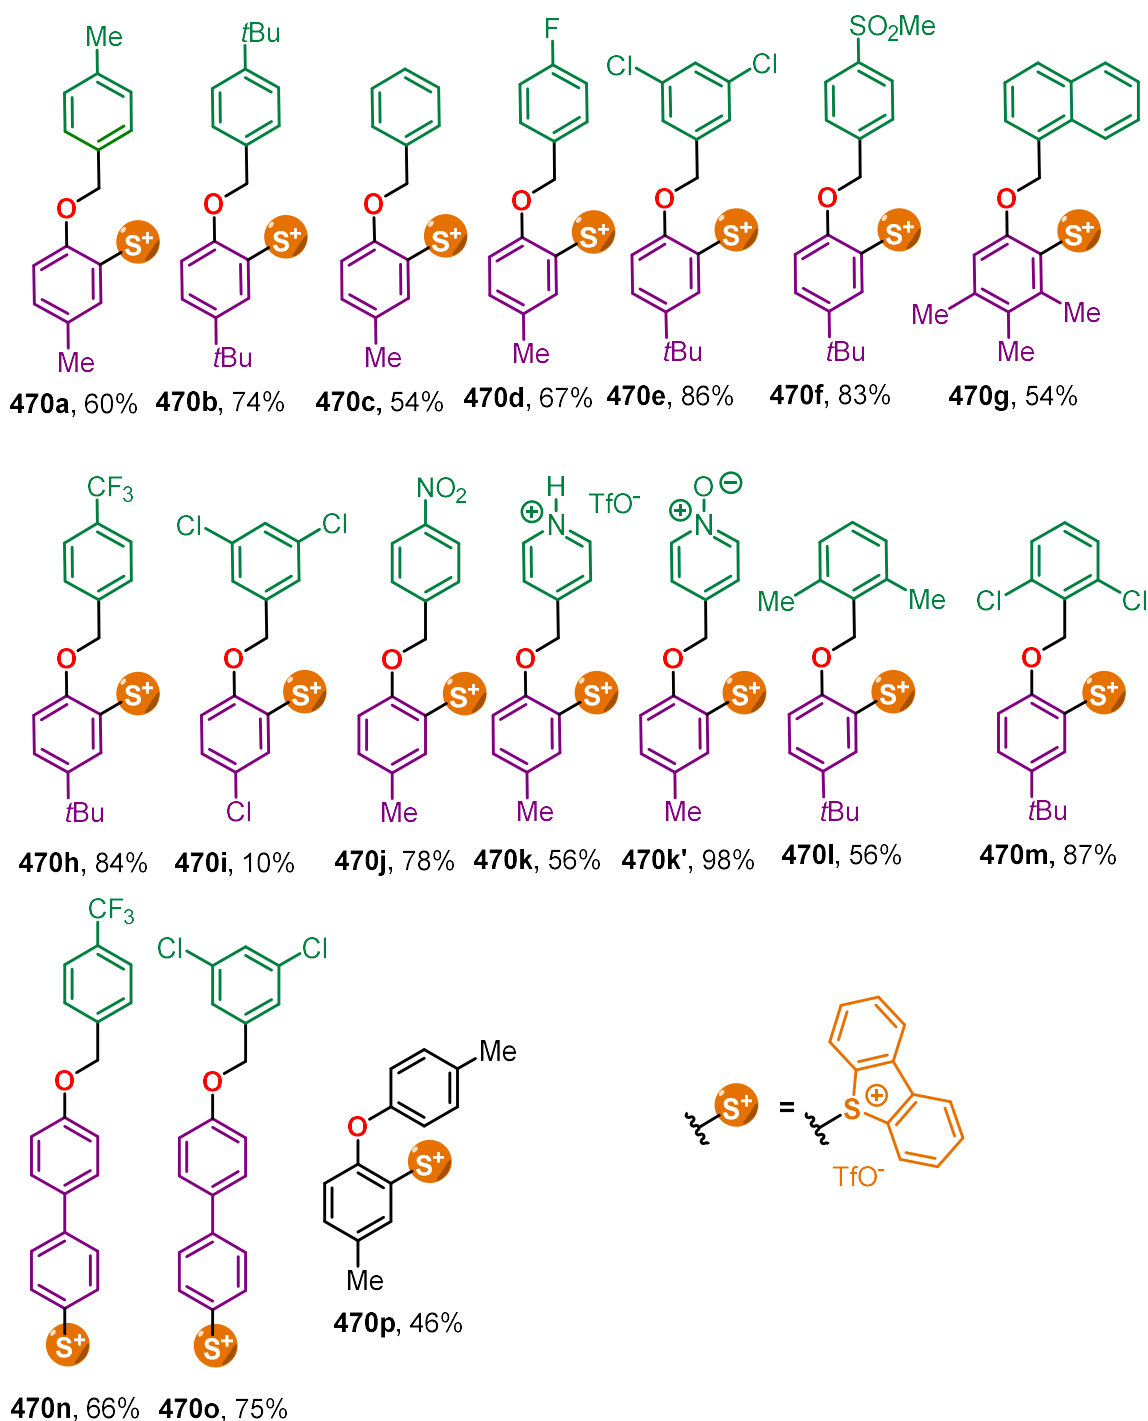 Me
tBu
F
Cl
Cl
SO2Me
O
O
O
O
O
O
O
S+
S+
S+
S+
S+
S+
S+
Me
tBu
Me
Me
tBu
tBu
Me
Me
Me
470a, 60%
470b, 74%
470c, 54%
470d, 67%
470e, 86%
470f, 83%
470g, 54%
CF3
Cl
Cl
NO2
H
N
⊕
TfO-
O
⊖
⊕
N
Me
Me
Cl
Cl
O
O
O
O
O
O
O
S+
S+
S+
S+
S+
S+
S+
tBu
Cl
Me
Me
Me
tBu
tBu
470h, 84%
470i, 10%
470j, 78%
470k, 56%
470k', 98%
470l, 56%
470m, 87%
CF3
Cl
Cl
O
O
O
Me
S+
Me
S+
S+
S+
=
S
⊕
TfO-
470p, 46%
470n, 66%
470o, 75%